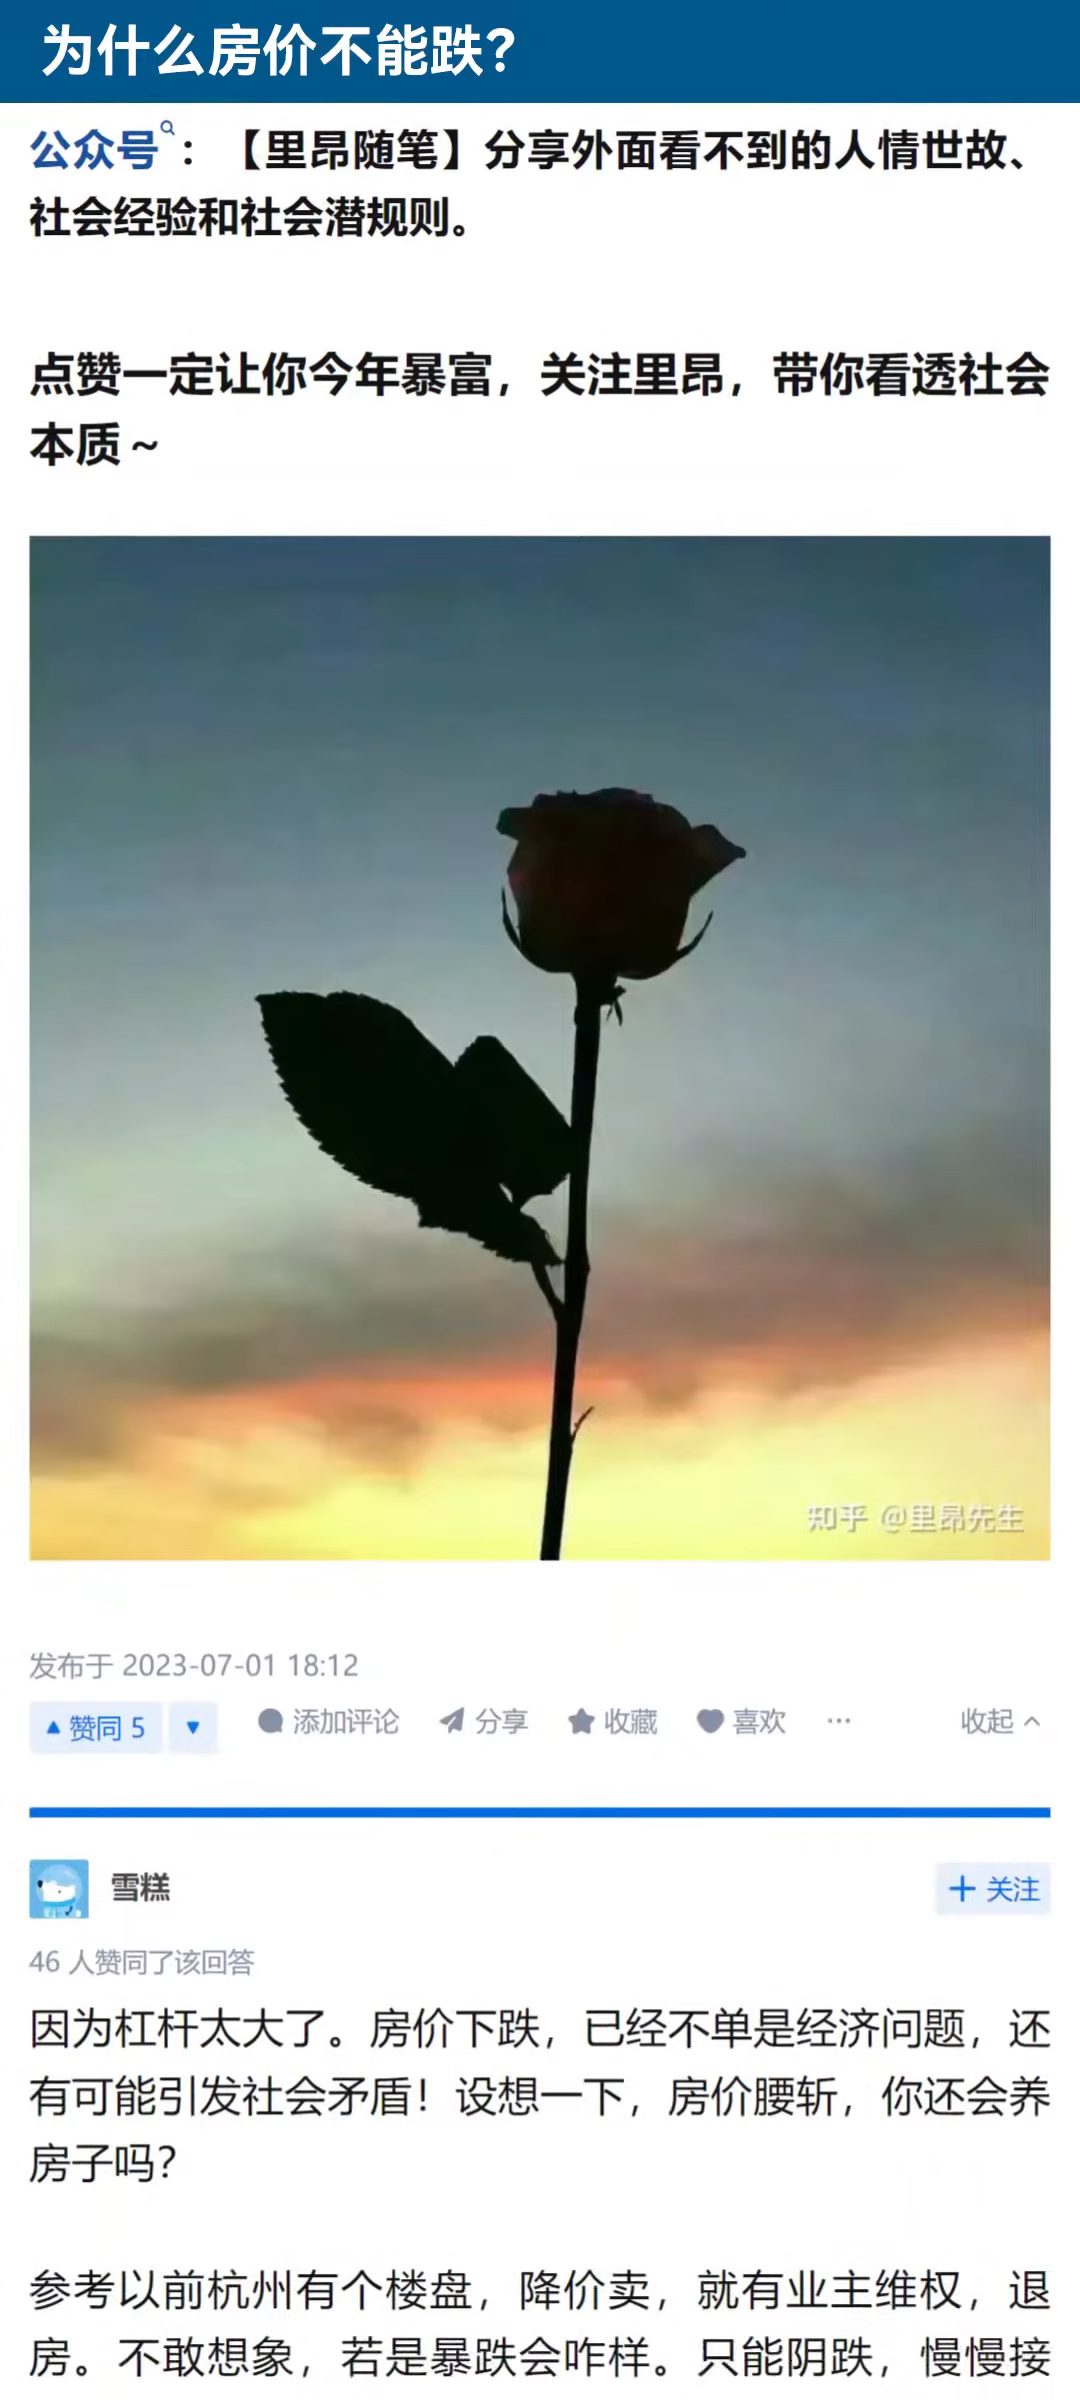 为什么房价不能跌？
公众号：【里昂随笔】分享外面看不到的人情世故、
社会经验和社会潜规则。
点赞一定让你今年暴富，关注里昂，带你看透社会
本质～
知乎 @里昂先生
发布于 2023-07-01 18:12
赞同 5 添加评论 分享 收藏 喜欢 ··· 收起
雪糕
+ 关注
46 人赞同了该回答
因为杠杆太大了。房价下跌，已经不单是经济问题，还
有可能引发社会矛盾！设想一下，房价腰斩，你还会养
房子吗？
参考以前杭州有个楼盘，降价卖，就有业主维权，退
房。不敢想象，若是暴跌会咋样。只能阴跌，慢慢接